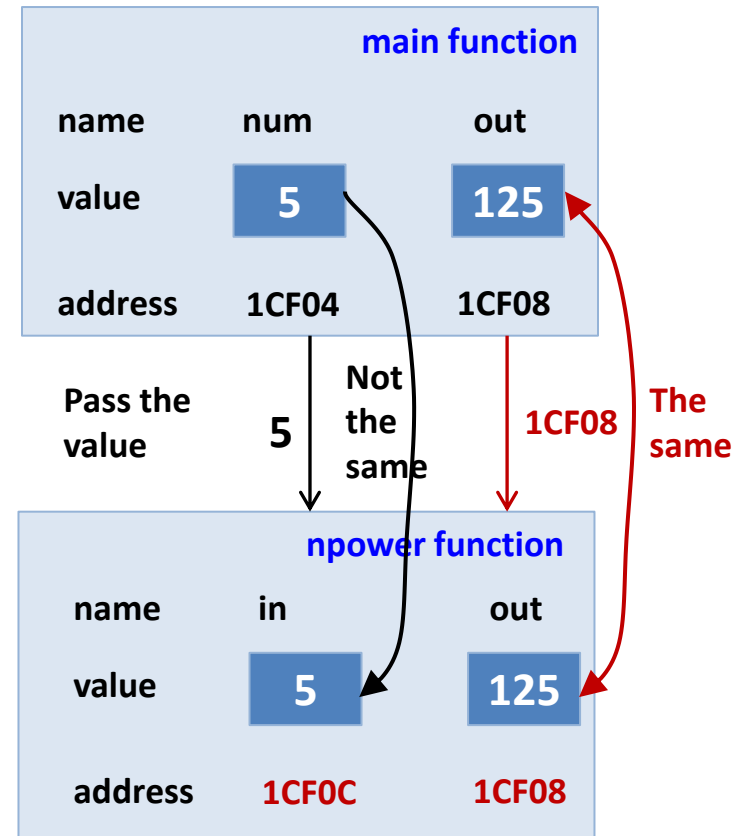 main function
name num out
value 5 125
address 1CF04 1CF08
Pass the
value
5
Not
the
same
1CF08
The
same
npower function
name in out
value 5 125
address 1CF0C 1CF08